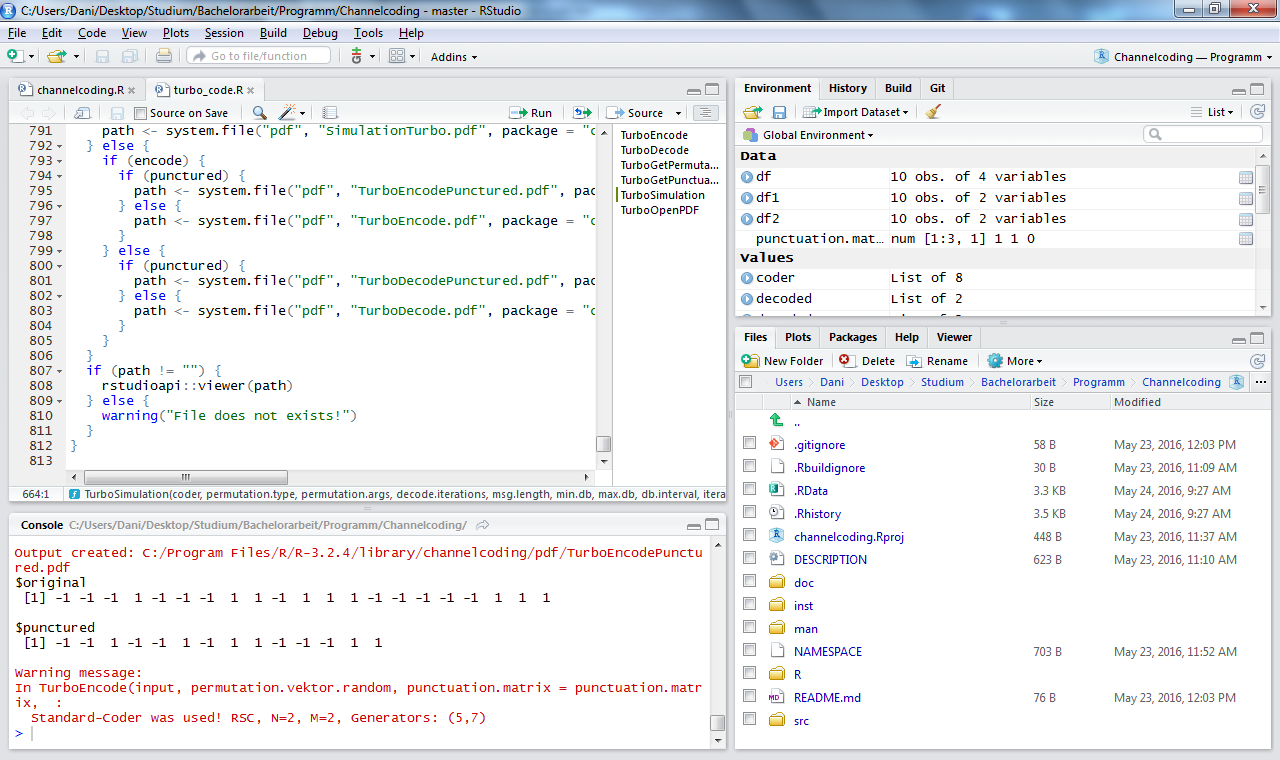 C:/Users/Dani/Desktop/Studium/Bachelorarbeit/Programm/Channelcoding - master - RStudio
File Edit Code View Plots Session Build Debug Tools Help
Go to file/function Addins Channelcoding — Programm
channelcoding.R turbo_code.R
Source on Save Run Source
791 path <- system.file("pdf", "SimulationTurbo.pdf", package = "c
792 } else {
793 if (encode) {
794 if (punctured) {
795 path <- system.file("pdf", "TurboEncodePunctured.pdf", pac
796 } else {
797 path <- system.file("pdf", "TurboEncode.pdf", package = "c
798 }
799 } else {
800 if (punctured) {
801 path <- system.file("pdf", "TurboDecodePunctured.pdf", pac
802 } else {
803 path <- system.file("pdf", "TurboDecode.pdf", package = "c
804 }
805 }
806 }
807 if (path != "") {
808 rstudioapi::viewer(path)
809 } else {
810 warning("File does not exists!")
811 }
812 }
813
TurboEncode
TurboDecode
TurboGetPermuta...
TurboGetPunctua...
TurboSimulation
TurboOpenPDF
664:1 TurboSimulation(coder, permutation.type, permutation.args, decode.iterations, msg.length, min.db, max.db, db.interval, itera
Console C:/Users/Dani/Desktop/Studium/Bachelorarbeit/Programm/Channelcoding/
Output created: C:/Program Files/R/R-3.2.4/library/channelcoding/pdf/TurboEncodePunctu
red.pdf
$original
[1] -1 -1 -1 1 -1 -1 -1 1 1 -1 1 1 1 -1 -1 -1 -1 -1 1 1 1
$punctured
[1] -1 -1 1 -1 -1 1 -1 1 1 -1 -1 -1 1 1
Warning message:
In TurboEncode(input, permutation.vektor.random, punctuation.matrix = punctuation.matr
ix, :
Standard-Coder was used! RSC, N=2, M=2, Generators: (5,7)
>
Environment History Build Git
Import Dataset List
Global Environment
Data
df 10 obs. of 4 variables
df1 10 obs. of 2 variables
df2 10 obs. of 2 variables
punctuation.mat... num [1:3, 1] 1 1 0
Values
coder List of 8
decoded List of 2
Files Plots Packages Help Viewer
New Folder Delete Rename More
Users Dani Desktop Studium Bachelorarbeit Programm Channelcoding ...
Name Size Modified
..
.gitignore 58 B May 23, 2016, 12:03 PM
.Rbuildignore 30 B May 23, 2016, 11:09 AM
.RData 3.3 KB May 24, 2016, 9:27 AM
.Rhistory 3.5 KB May 24, 2016, 9:27 AM
channelcoding.Rproj 448 B May 23, 2016, 11:37 AM
DESCRIPTION 623 B May 23, 2016, 11:10 AM
doc
inst
man
NAMESPACE 703 B May 23, 2016, 11:52 AM
R
README.md 76 B May 23, 2016, 12:03 PM
src